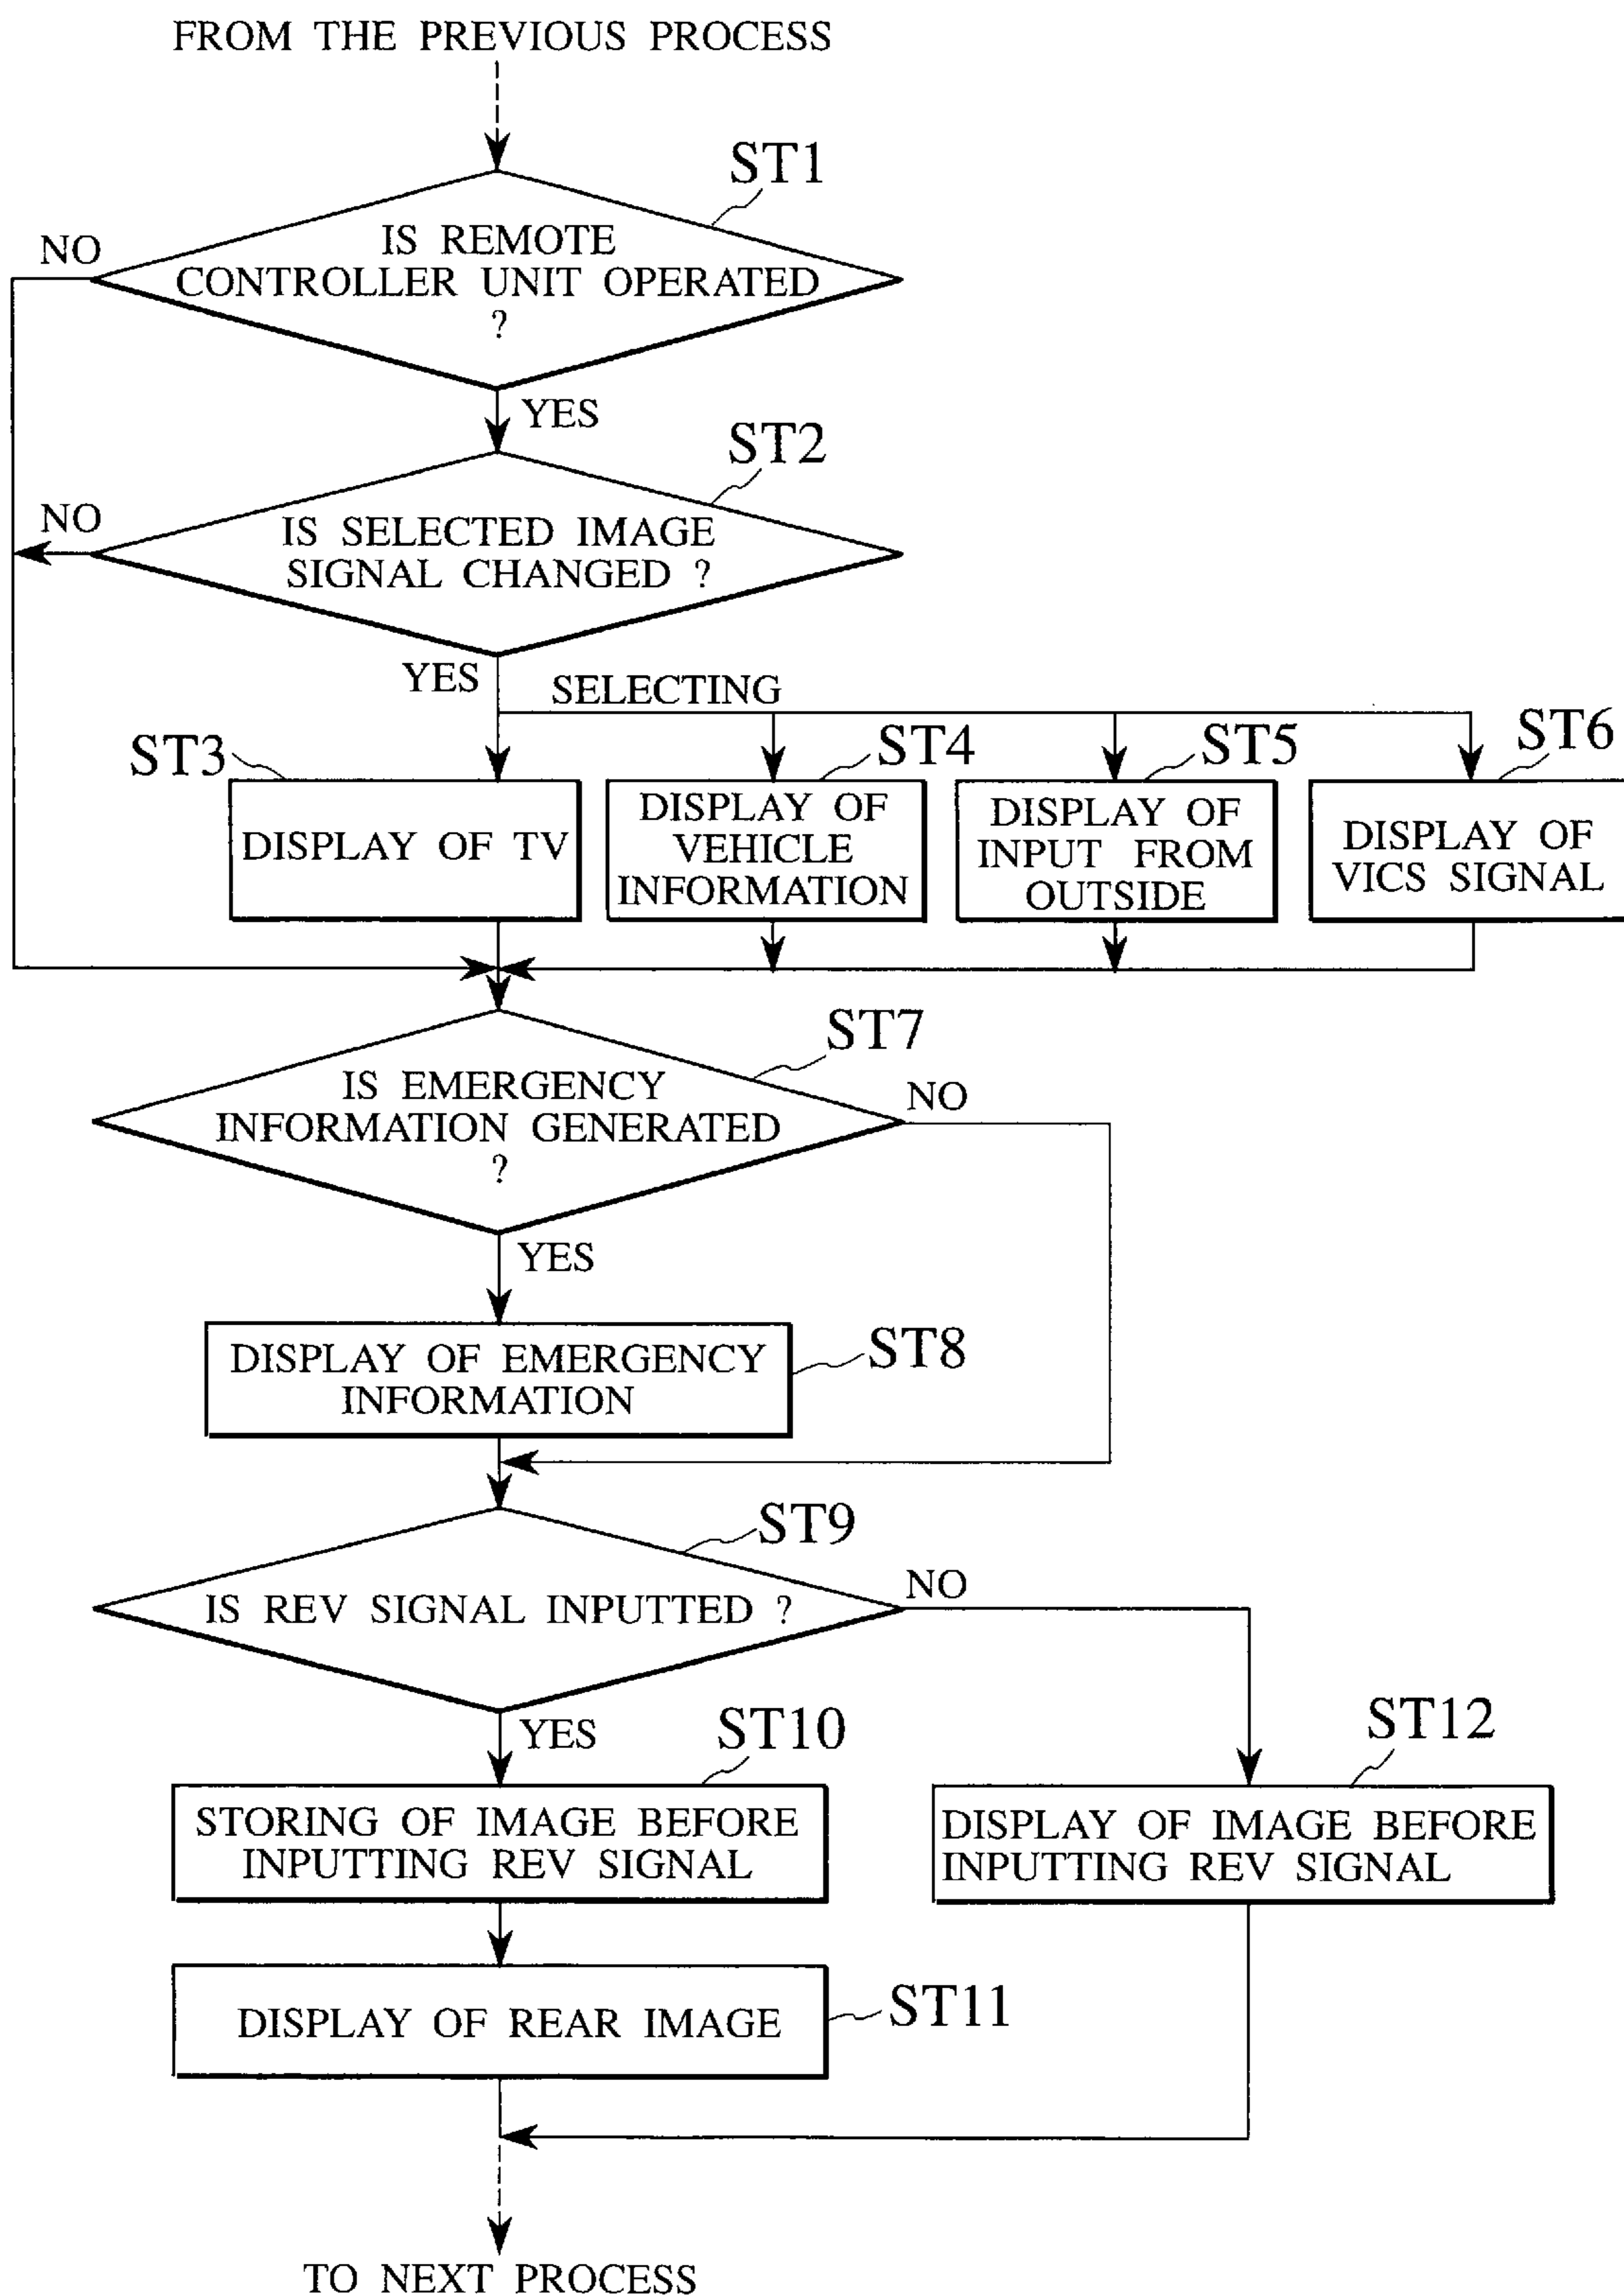 FROM THE PREVIOUS PROCESS
ST1
NO
IS REMOTE
CONTROLLER UNIT OPERATED
?
YES
ST2
NO
IS SELECTED IMAGE
SIGNAL CHANGED ?
YES
SELECTING
ST3
DISPLAY OF TV
ST4
DISPLAY OF
VEHICLE
INFORMATION
ST5
DISPLAY OF
INPUT FROM
OUTSIDE
ST6
DISPLAY OF
VICS SIGNAL
ST7
IS EMERGENCY
INFORMATION GENERATED
?
NO
YES
ST8
DISPLAY OF EMERGENCY
INFORMATION
ST9
IS REV SIGNAL INPUTTED ?
NO
YES
ST10
STORING OF IMAGE BEFORE
INPUTTING REV SIGNAL
ST12
DISPLAY OF IMAGE BEFORE
INPUTTING REV SIGNAL
ST11
DISPLAY OF REAR IMAGE
TO NEXT PROCESS